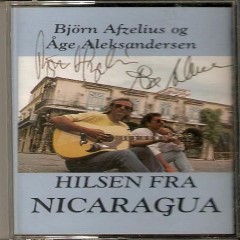 Björn Afzelius og
Åge Aleksandersen
HILSEN FRA
NICARAGUA